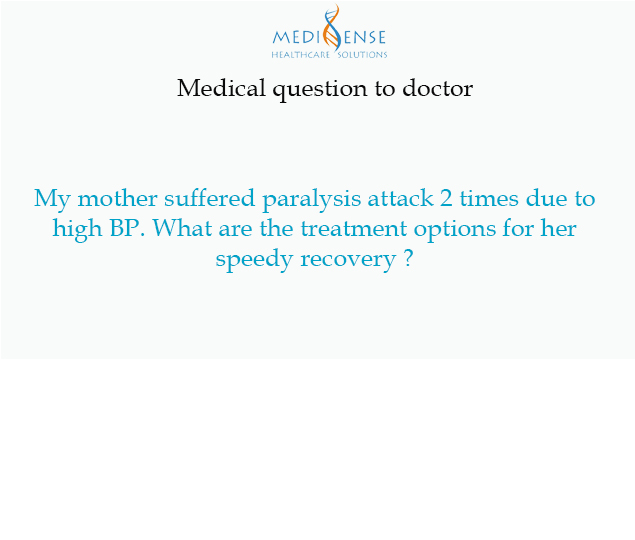 MEDISENSE
HEALTHCARE SOLUTIONS
Medical question to doctor
My mother suffered paralysis attack 2 times due to
high BP. What are the treatment options for her
speedy recovery ?